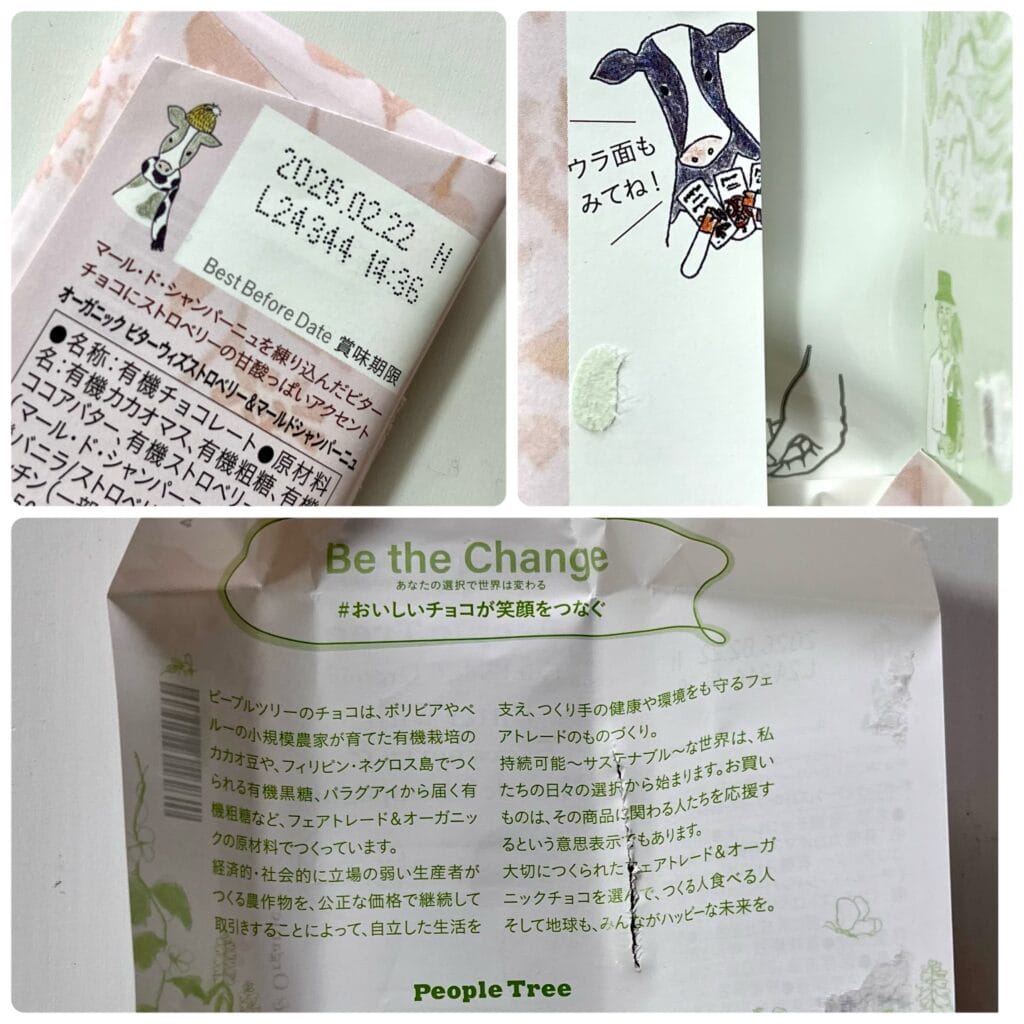 2026.02.22 H
L24344 14:36
Best Before Date 賞味期限
マール・ド・シャンパーニュを練り込んだビター
チョコにストロベリーの甘酸っぱいアクセント
オーガニック ビターウィズストロベリー&マールドシャンパーニュ
●名称:有機チョコレート ●原材料
名:有機カカオマス、有機粗糖、有機
ココアバター、有機ストロベリー
(マール・ド・シャンパーニ
バニラ/ストロベリ
チン(一部
ウラ面も
みてね!
Be the Change
あなたの選択で世界は変わる
#おいしいチョコが笑顔をつなぐ
ピープルツリーのチョコは、ボリビアやペ
ルーの小規模農家が育てた有機栽培の
カカオ豆や、フィリピン・ネグロス島でつく
られる有機黒糖、パラグアイから届く有
機粗糖など、フェアトレード&オーガニッ
クの原材料でつくっています。
経済的・社会的に立場の弱い生産者が
つくる農作物を、公正な価格で継続して
取引きすることによって、自立した生活を
支え、つくり手の健康や環境をも守るフェ
アトレードのものづくり。
持続可能〜サステナブル〜な世界は、私
たちの日々の選択から始まります。お買い
ものは、その商品に関わる人たちを応援す
るという意思表示でもあります。
大切につくられたフェアトレード&オーガ
ニックチョコを選んで、つくる人食べる人
そして地球も、みんながハッピーな未来を。
People Tree